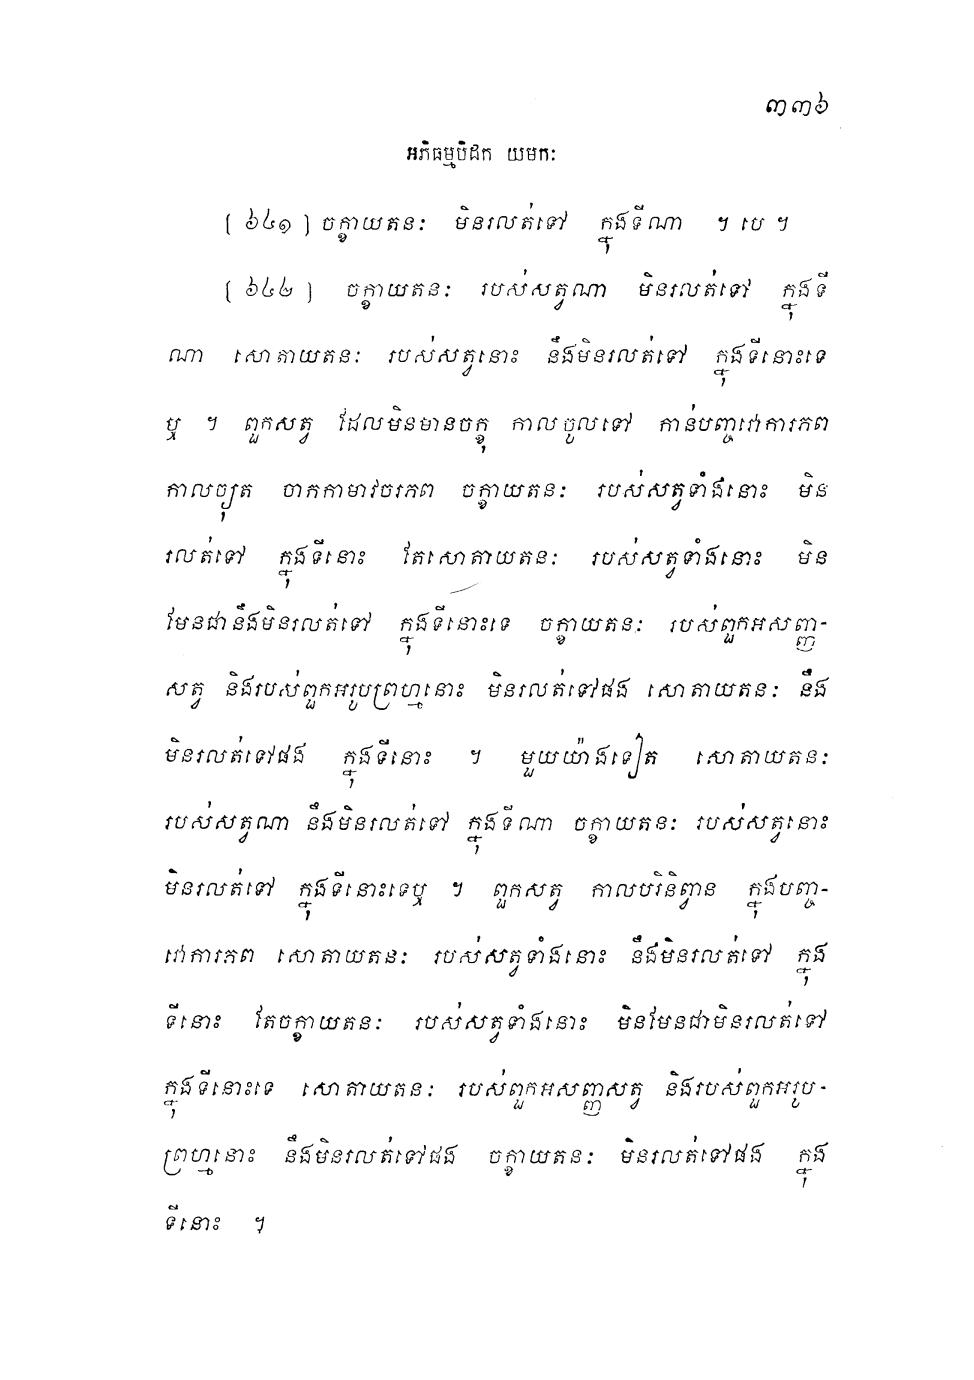 ៣៣៦
អភិធម្មបិដក យមកៈ
[ ៦៤១ ] ចក្ខាយតនៈ មិនរលត់ទៅ ក្នុងទីណា ។ បេ ។
[ ៦៤៤ ] ចក្ខាយតនៈ របស់សត្វណា មិនរលត់ទៅ ក្នុងទី
ណា សោតាយតនៈ របស់សត្វនោះ នឹងមិនរលត់ទៅ ក្នុងទីនោះទេ
ឬ ។ ពួកសត្វ ដែលមិនមានចក្ខុ កាលចូលទៅ កាន់បញ្ចវោការភព
កាលច្យុត ចាកកាមាវចរភព ចក្ខាយតនៈ របស់សត្វទាំងនោះ មិន
រលត់ទៅ ក្នុងទីនោះ តែសោតាយតនៈ របស់សត្វទាំងនោះ មិន
មែនជានឹងមិនរលត់ទៅ ក្នុងទីនោះទេ ចក្ខាយតនៈ របស់ពួកអសញ្ញ-
សត្វ និងរបស់ពួកអរូបព្រហ្មនោះ មិនរលត់ទៅផង សោតាយតនៈ នឹង
មិនរលត់ទៅផង ក្នុងទីនោះ ។ មួយយ៉ាងទៀត សោតាយតនៈ
របស់សត្វណា នឹងមិនរលត់ទៅ ក្នុងទីណា ចក្ខាយតនៈ របស់សត្វនោះ
មិនរលត់ទៅ ក្នុងទីនោះទេឬ ។ ពួកសត្វ កាលបរិនិព្វាន ក្នុងបញ្ច-
វោការភព សោតាយតនៈ របស់សត្វទាំងនោះ នឹងមិនរលត់ទៅ ក្នុង
ទីនោះ តែចក្ខាយតនៈ របស់សត្វទាំងនោះ មិនមែនជាមិនរលត់ទៅ
ក្នុងទីនោះទេ សោតាយតនៈ របស់ពួកអសញ្ញសត្វ និងរបស់ពួកអរូប-
ព្រហ្មនោះ នឹងមិនរលត់ទៅផង ចក្ខាយតនៈ មិនរលត់ទៅផង ក្នុង
ទីនោះ ។